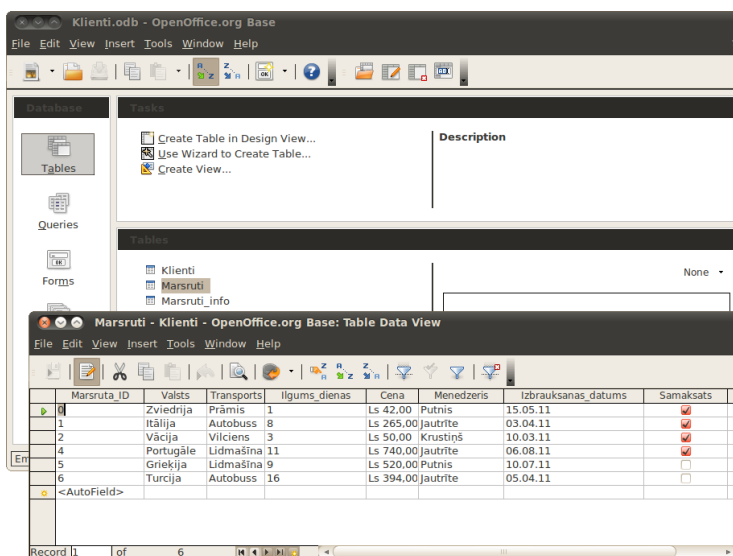 Klienti.odb - OpenOffice.org Base
File Edit View Insert Tools Window Help
Database
Tasks
Create Table in Design View...
Use Wizard to Create Table...
Create View...
Description
Tables
Queries
Forms
Tables
Klienti
Marsruti
Marsruti_info
None
Marsruti - Klienti - OpenOffice.org Base: Table Data View
File Edit View Insert Tools Window Help
Marsruta_ID Valsts Transports Ilgums_dienas Cena Menedzeris Izbrauksanas_datums Samaksats
0 Zviedrija Prāmis 1 Ls 42,00 Putnis 15.05.11
1 Itālija Autobuss 8 Ls 265,00 Jautrīte 03.04.11
2 Vācija Vilciens 3 Ls 50,00 Krustiņš 10.03.11
4 Portugāle Lidmašīna 11 Ls 740,00 Jautrīte 06.08.11
5 Grieķija Lidmašīna 9 Ls 520,00 Putnis 10.07.11
6 Turcija Autobuss 16 Ls 394,00 Jautrīte 05.04.11
<AutoField>
Em
Record 1 of 6